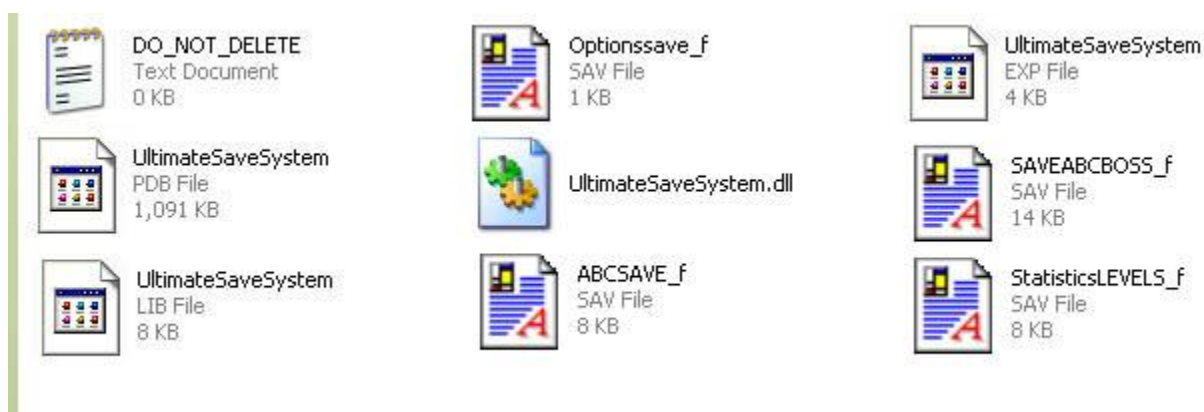 DO_NOT_DELETE
Text Document
0 KB
Optionssave_f
SAV File
1 KB
UltimateSaveSystem
EXP File
4 KB
UltimateSaveSystem
PDB File
1,091 KB
UltimateSaveSystem.dll
SAVEABCBOSS_f
SAV File
14 KB
UltimateSaveSystem
LIB File
8 KB
ABCSAVE_f
SAV File
8 KB
StatisticsLEVELS_f
SAV File
8 KB